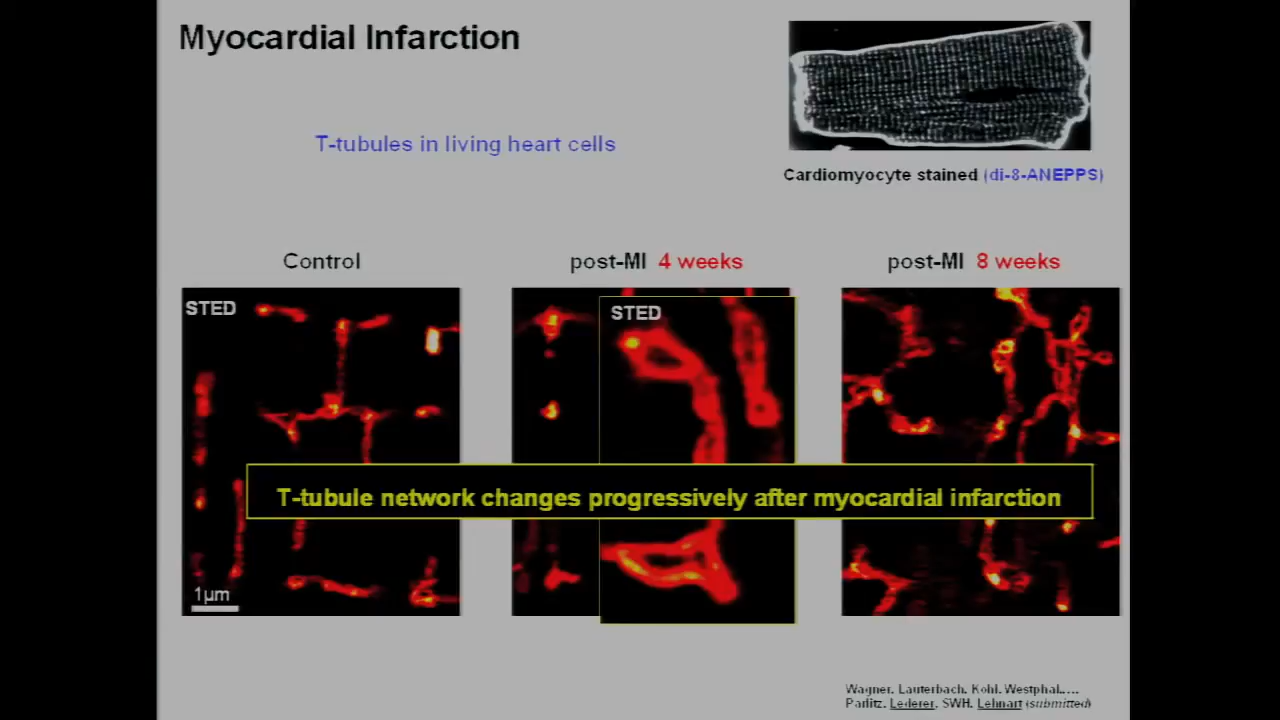 Myocardial Infarction
T-tubules in living heart cells
Cardiomyocyte stained (di-8-ANEPPS)
Control
post-MI 4 weeks
post-MI 8 weeks
STED
STED
T-tubule network changes progressively after myocardial infarction
1µm
Wagner, Lauterbach, Kohl, Westphal,....
Parlitz, Lederer, SWH, Lehnart (submitted)